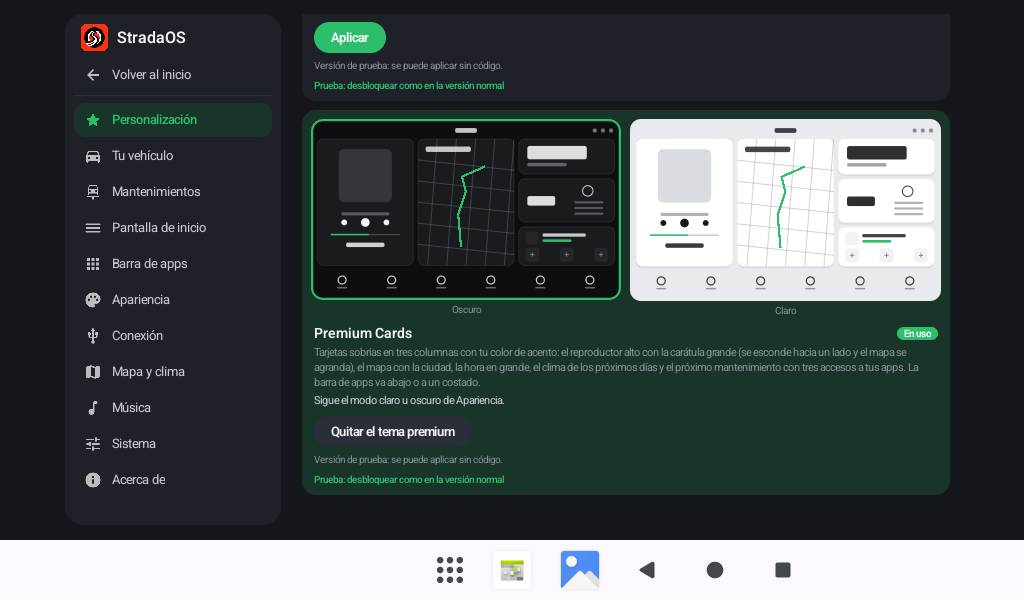 StradaOS
Volver al inicio
Personalización
Tu vehículo
Mantenimientos
Pantalla de inicio
Barra de apps
Apariencia
Conexión
Mapa y clima
Música
Sistema
Acerca de
Aplicar
Versión de prueba: se puede aplicar sin código.
Prueba: desbloquear como en la versión normal
Oscuro
Claro
Premium Cards
En uso
Tarjetas sobrias en tres columnas con tu color de acento: el reproductor alto con la carátula grande (se esconde hacia un lado y el mapa se
agranda), el mapa con la ciudad, la hora en grande, el clima de los próximos días y el próximo mantenimiento con tres accesos a tus apps. La
barra de apps va abajo o a un costado.
Sigue el modo claro u oscuro de Apariencia.
Quitar el tema premium
Versión de prueba: se puede aplicar sin código.
Prueba: desbloquear como en la versión normal